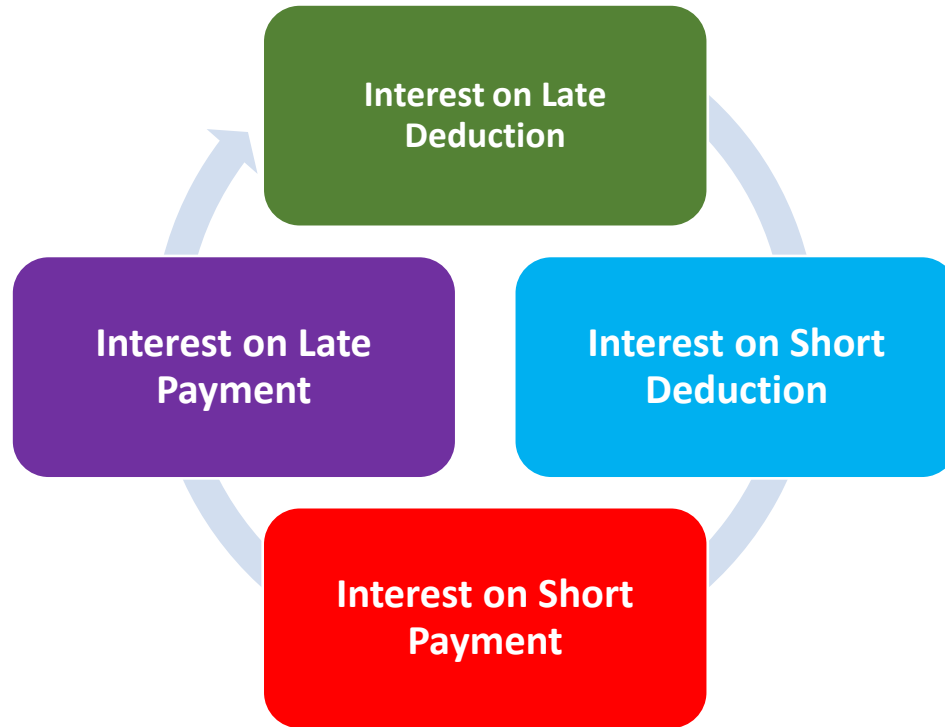 Interest on Late
Deduction
Interest on Short
Deduction
Interest on Short
Payment
Interest on Late
Payment